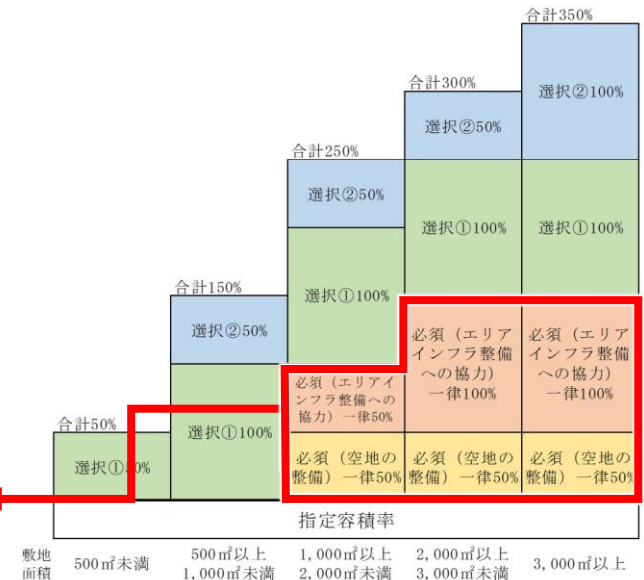 合計350%
選択②100%
選択①100%
必須（エリア
インフラ整備
への協力）
一律100%
必須（空地の
整備）一律50%
合計300%
選択②50%
選択①100%
必須（エリア
インフラ整備
への協力）
一律100%
必須（空地の
整備）一律50%
合計250%
選択②50%
選択①100%
必須（エリアイ
ンフラ整備への
協力）一律50%
必須（空地の
整備）一律50%
合計150%
選択②50%
選択①100%
合計50%
選択①50%
指定容積率
敷地
面積
500㎡未満
500㎡以上
1,000㎡未満
1,000㎡以上
2,000㎡未満
2,000㎡以上
3,000㎡未満
3,000㎡以上